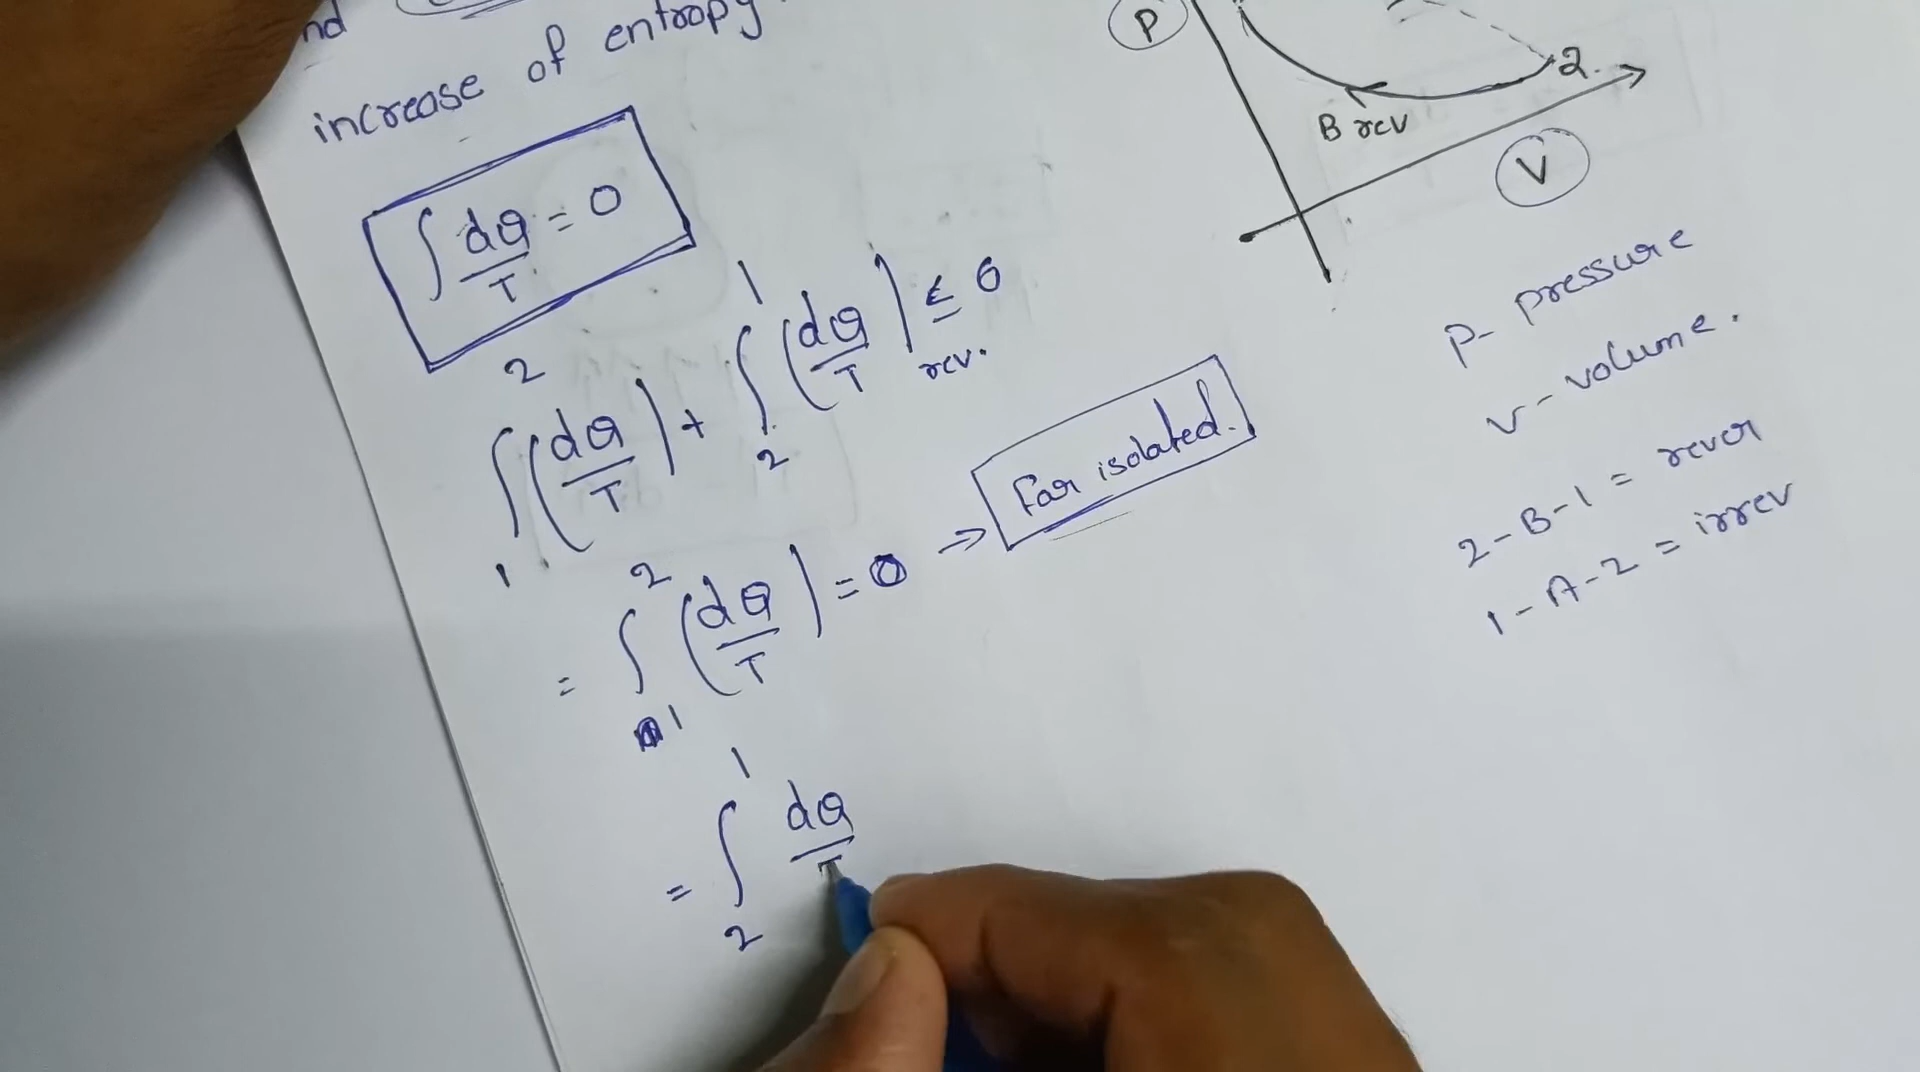 increase of entropy
∫ dQ/T = 0
∫₁² (dQ/T) + ∫₂¹ (dQ/T) rev. ≤ 0
= ∫₁² (dQ/T) = 0 ⇒ For isolated.
= ∫₂¹ dQ/T
P
2.
B rev
V
P- pressure
V- volume.
2-B-1 = rever
1-A-2 = irrev